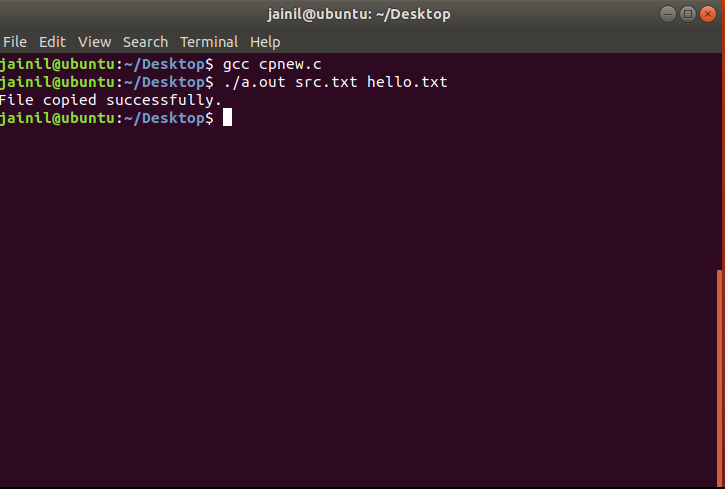 jainil@ubuntu: ~/Desktop
File Edit View Search Terminal Help
jainil@ubuntu:~/Desktop$ gcc cpnew.c
jainil@ubuntu:~/Desktop$ ./a.out src.txt hello.txt
File copied successfully.
jainil@ubuntu:~/Desktop$